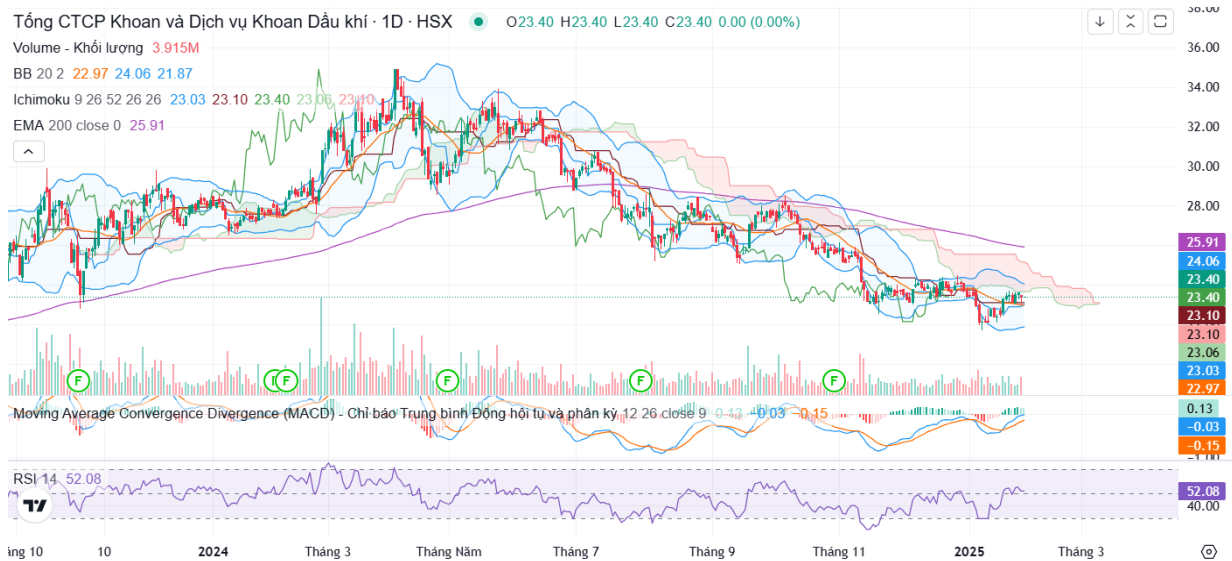 Tổng CTCP Khoan và Dịch vụ Khoan Dầu khí · 1D · HSX O23.40 H23.40 L23.40 C23.40 0.00 (0.00%)
Volume - Khối lượng 3.915M
BB 20 2 22.97 24.06 21.87
Ichimoku 9 26 52 26 26 23.03 23.10 23.40 23.06 23.10
EMA 200 close 0 25.91
38.00
36.00
34.00
32.00
30.00
28.00
25.91
24.06
23.40
23.40
23.10
23.10
23.06
23.03
22.97
F F F F F
Moving Average Convergence Divergence (MACD) - Chỉ báo Trung bình Động hội tụ và phân kỳ 12 26 close 9 0.13 −0.03 −0.15
0.13
−0.03
−0.15
−1.00
RSI 14 52.08
52.08
40.00
áng 10 10 2024 Tháng 3 Tháng Năm Tháng 7 Tháng 9 Tháng 11 2025 Tháng 3